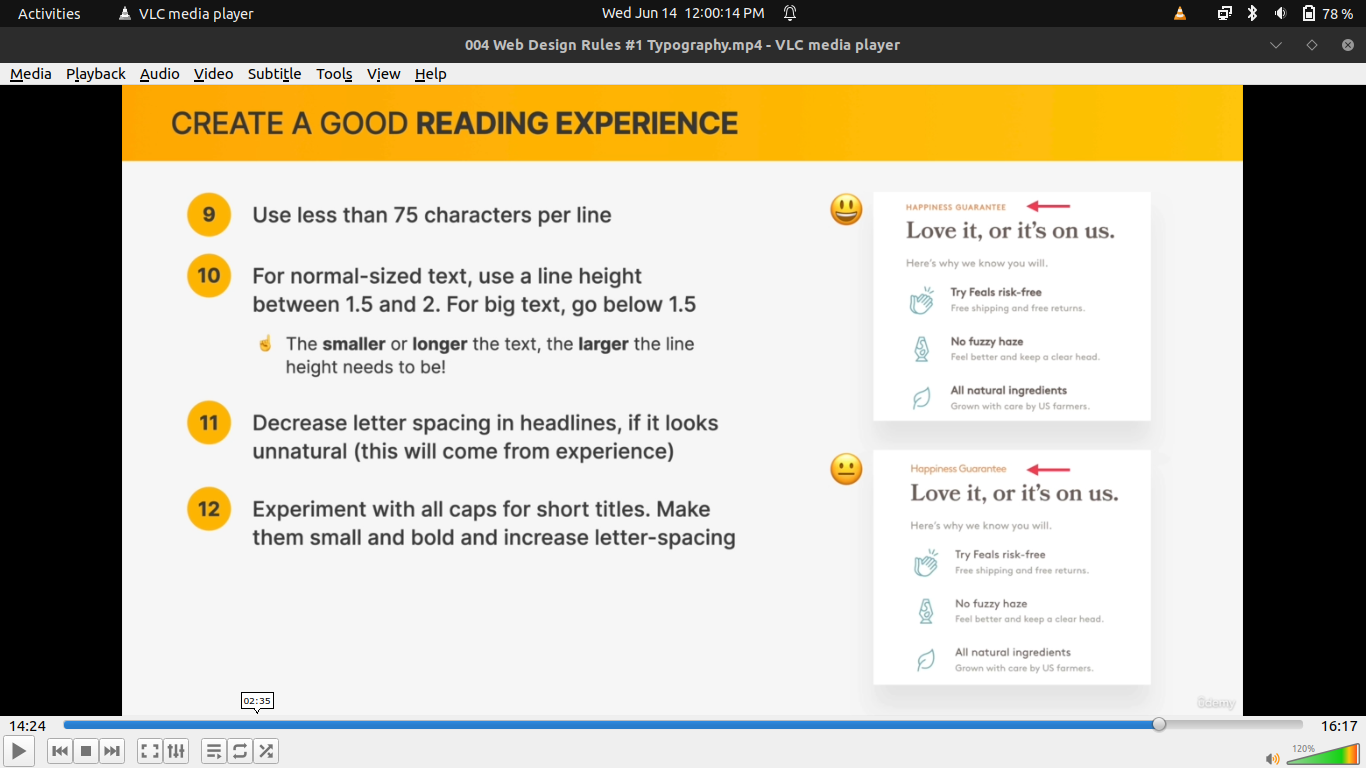 Activities VLC media player Wed Jun 14 12:00:14 PM 78 %
004 Web Design Rules #1 Typography.mp4 - VLC media player
Media Playback Audio Video Subtitle Tools View Help
CREATE A GOOD READING EXPERIENCE
9 Use less than 75 characters per line
10 For normal-sized text, use a line height
between 1.5 and 2. For big text, go below 1.5
The smaller or longer the text, the larger the line
height needs to be!
11 Decrease letter spacing in headlines, if it looks
unnatural (this will come from experience)
12 Experiment with all caps for short titles. Make
them small and bold and increase letter-spacing
HAPPINESS GUARANTEE
Love it, or it's on us.
Here's why we know you will.
Try Feals risk-free
Free shipping and free returns.
No fuzzy haze
Feel better and keep a clear head.
All natural ingredients
Grown with care by US farmers.
Happiness Guarantee
Love it, or it's on us.
Here's why we know you will.
Try Feals risk-free
Free shipping and free returns.
No fuzzy haze
Feel better and keep a clear head.
All natural ingredients
Grown with care by US farmers.
ûdemy
02:35
14:24 16:17
120%